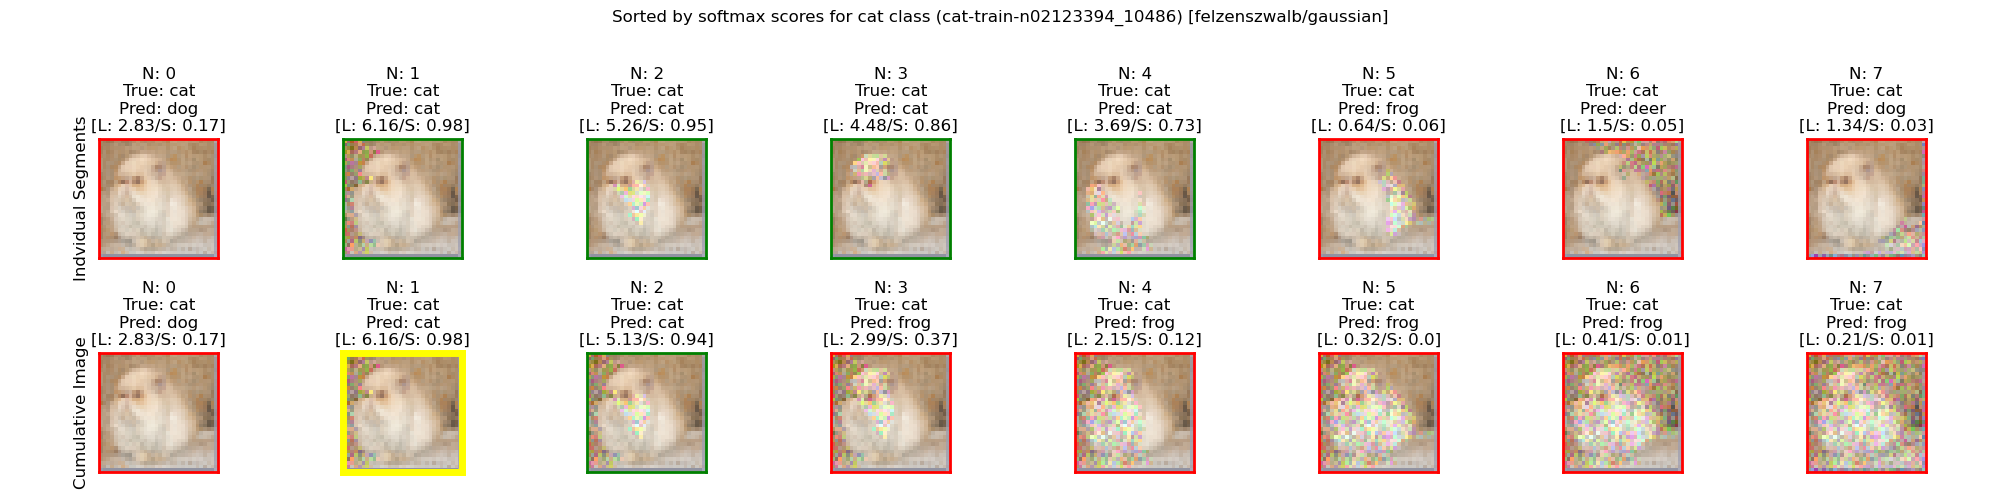 Sorted by softmax scores for cat class (cat-train-n02123394_10486) [felzenszwalb/gaussian]
Indvidual Segments
N: 0
True: cat
Pred: dog
[L: 2.83/S: 0.17]
N: 1
True: cat
Pred: cat
[L: 6.16/S: 0.98]
N: 2
True: cat
Pred: cat
[L: 5.26/S: 0.95]
N: 3
True: cat
Pred: cat
[L: 4.48/S: 0.86]
N: 4
True: cat
Pred: cat
[L: 3.69/S: 0.73]
N: 5
True: cat
Pred: frog
[L: 0.64/S: 0.06]
N: 6
True: cat
Pred: deer
[L: 1.5/S: 0.05]
N: 7
True: cat
Pred: dog
[L: 1.34/S: 0.03]
Cumulative Image
N: 0
True: cat
Pred: dog
[L: 2.83/S: 0.17]
N: 1
True: cat
Pred: cat
[L: 6.16/S: 0.98]
N: 2
True: cat
Pred: cat
[L: 5.13/S: 0.94]
N: 3
True: cat
Pred: frog
[L: 2.99/S: 0.37]
N: 4
True: cat
Pred: frog
[L: 2.15/S: 0.12]
N: 5
True: cat
Pred: frog
[L: 0.32/S: 0.0]
N: 6
True: cat
Pred: frog
[L: 0.41/S: 0.01]
N: 7
True: cat
Pred: frog
[L: 0.21/S: 0.01]